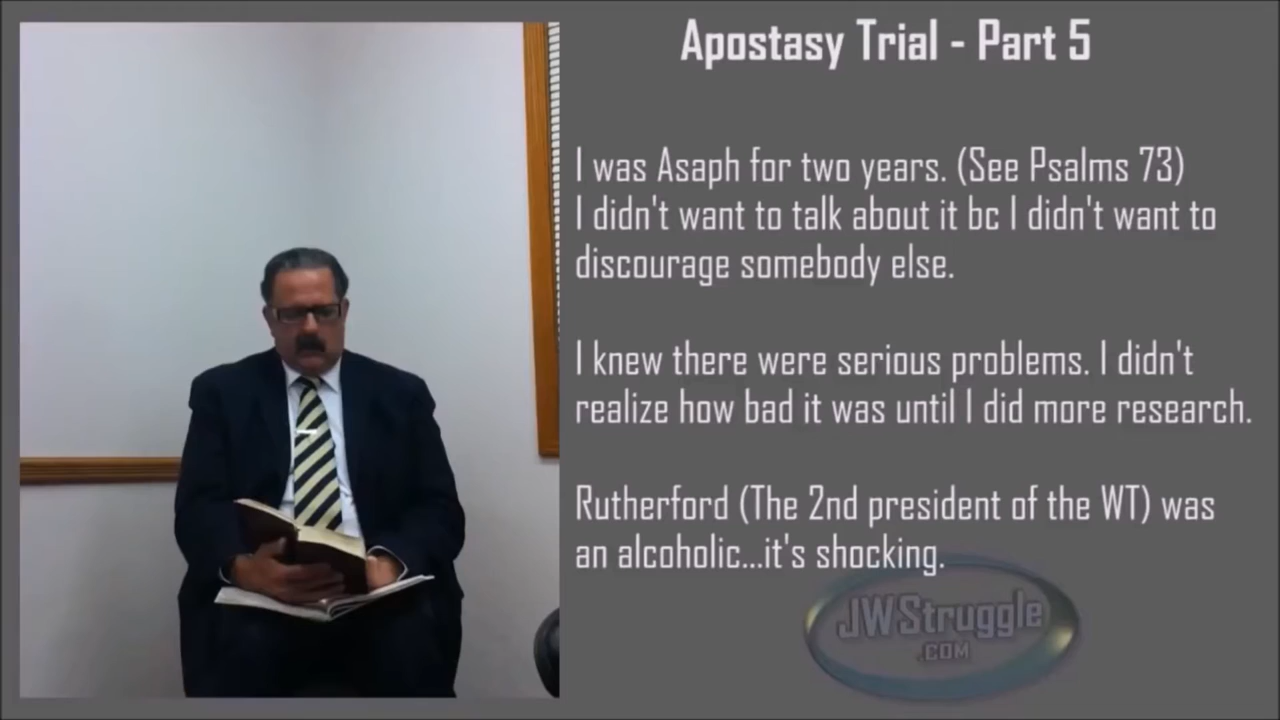 Apostasy Trial - Part 5
I was Asaph for two years. (See Psalms 73)
I didn't want to talk about it bc I didn't want to
discourage somebody else.
I knew there were serious problems. I didn't
realize how bad it was until I did more research.
Rutherford (The 2nd president of the WT) was
an alcoholic...it's shocking.
JWStruggle
.COM